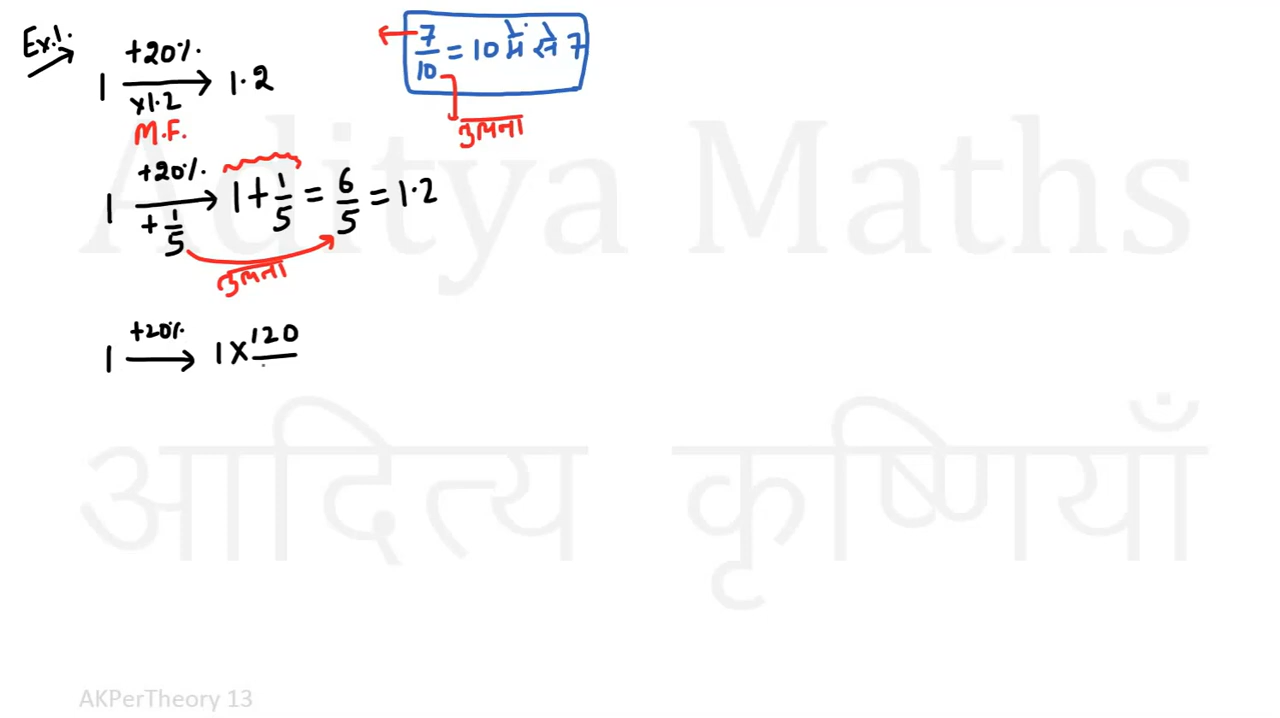 Ex.1.
1 +20% ×1.2 → 1.2
M.F.
7/10 = 10 में से 7
तुलना
1 +20% +1/5 → 1+1/5 = 6/5 = 1.2
तुलना
1 +20% → 1×120
Aditya Maths
आदित्य कृष्णियाँ
AKPerTheory 13